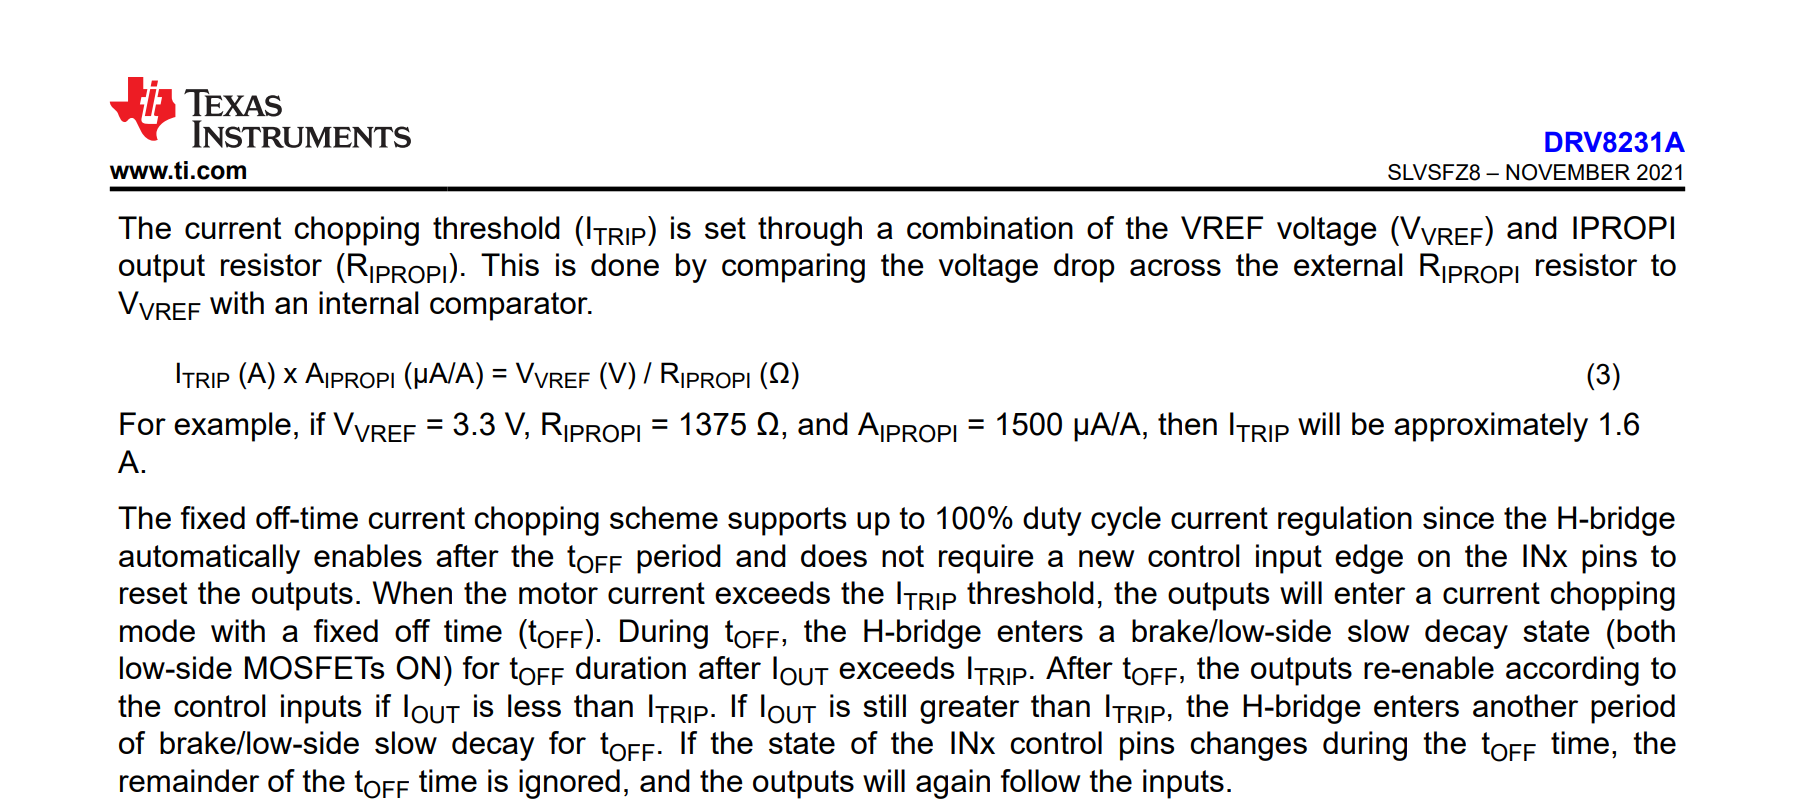 TEXAS
INSTRUMENTS
www.ti.com
DRV8231A
SLVSFZ8 – NOVEMBER 2021
The current chopping threshold (ITRIP) is set through a combination of the VREF voltage (VVREF) and IPROPI
output resistor (RIPROPI). This is done by comparing the voltage drop across the external RIPROPI resistor to
VVREF with an internal comparator.
ITRIP (A) x AIPROPI (μA/A) = VVREF (V) / RIPROPI (Ω) (3)
For example, if VVREF = 3.3 V, RIPROPI = 1375 Ω, and AIPROPI = 1500 μA/A, then ITRIP will be approximately 1.6
A.
The fixed off-time current chopping scheme supports up to 100% duty cycle current regulation since the H-bridge
automatically enables after the tOFF period and does not require a new control input edge on the INx pins to
reset the outputs. When the motor current exceeds the ITRIP threshold, the outputs will enter a current chopping
mode with a fixed off time (tOFF). During tOFF, the H-bridge enters a brake/low-side slow decay state (both
low-side MOSFETs ON) for tOFF duration after IOUT exceeds ITRIP. After tOFF, the outputs re-enable according to
the control inputs if IOUT is less than ITRIP. If IOUT is still greater than ITRIP, the H-bridge enters another period
of brake/low-side slow decay for tOFF. If the state of the INx control pins changes during the tOFF time, the
remainder of the tOFF time is ignored, and the outputs will again follow the inputs.